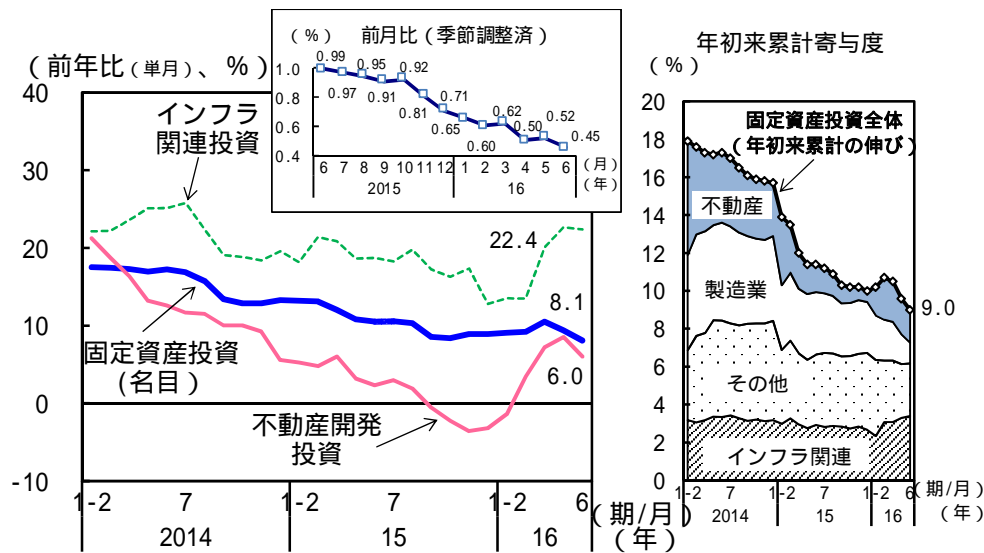 （前年比（単月）、％）
40
30
20
10
0
-10
インフラ
関連投資
固定資産投資
(名目）
不動産開発
投資
22.4
8.1
6.0
1-2
7
1-2
7
1-2
6
（期/月）
2014
15
16
（年）
（％）
前月比（季節調整済）
1.0
0.8
0.6
0.4
0.99
0.97
0.95
0.91
0.92
0.81
0.71
0.65
0.60
0.62
0.50
0.52
0.45
6 7 8 9 10 11 12 1 2 3 4 5 6
（月）
2015
16
（年）
年初来累計寄与度
（％）
20
18
16
14
12
10
8
6
4
2
0
固定資産投資全体
（年初来累計の伸び）
不動産
製造業
その他
インフラ関連
9.0
1-2
7
1-2
7
1-2
6
（期/月）
2014
15
16
（年）